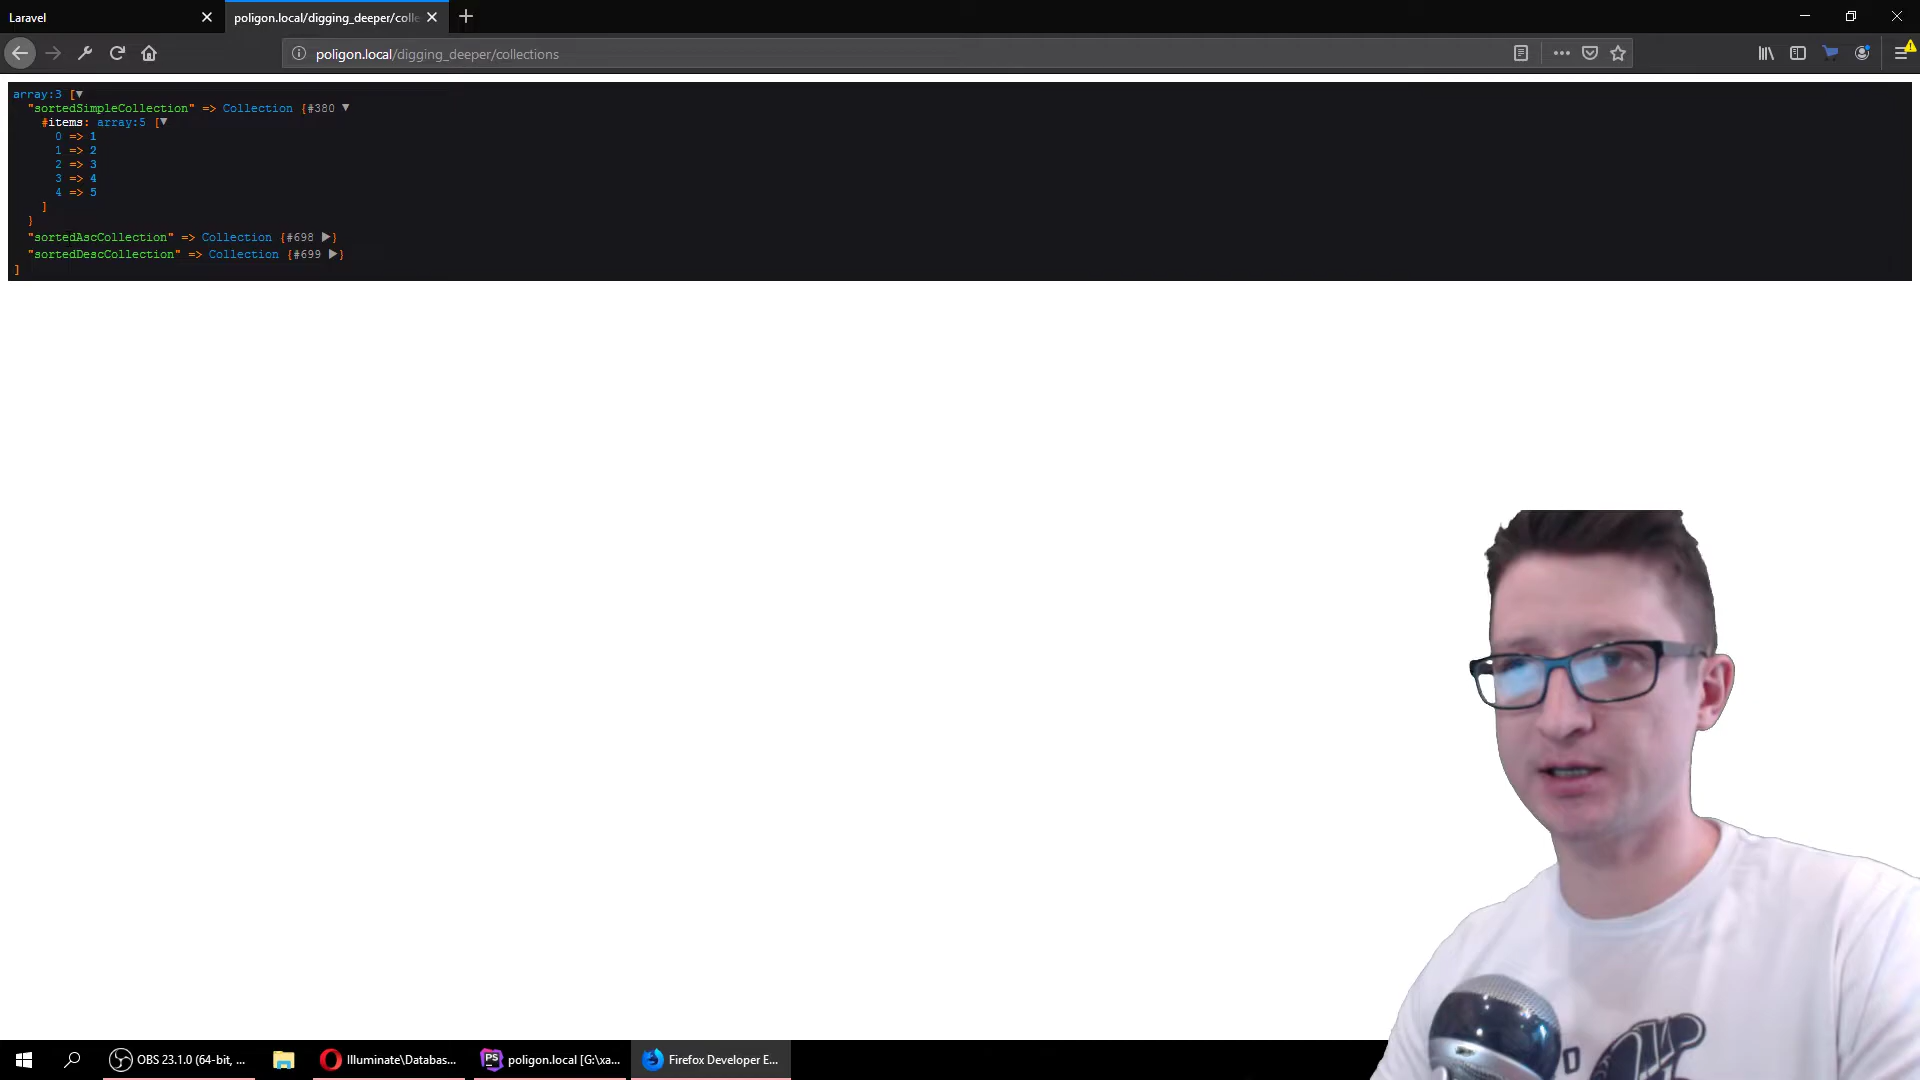 Laravel
poligon.local/digging_deeper/colle
poligon.local/digging_deeper/collections
array:3 [▼
"sortedSimpleCollection" => Collection {#380 ▼
#items: array:5 [▼
0 => 1
1 => 2
2 => 3
3 => 4
4 => 5
]
}
"sortedAscCollection" => Collection {#698 ▶}
"sortedDescCollection" => Collection {#699 ▶}
]
OBS 23.1.0 (64-bit, ...
Illuminate\Databas...
PS
poligon.local [G:\xa...
Firefox Developer E...